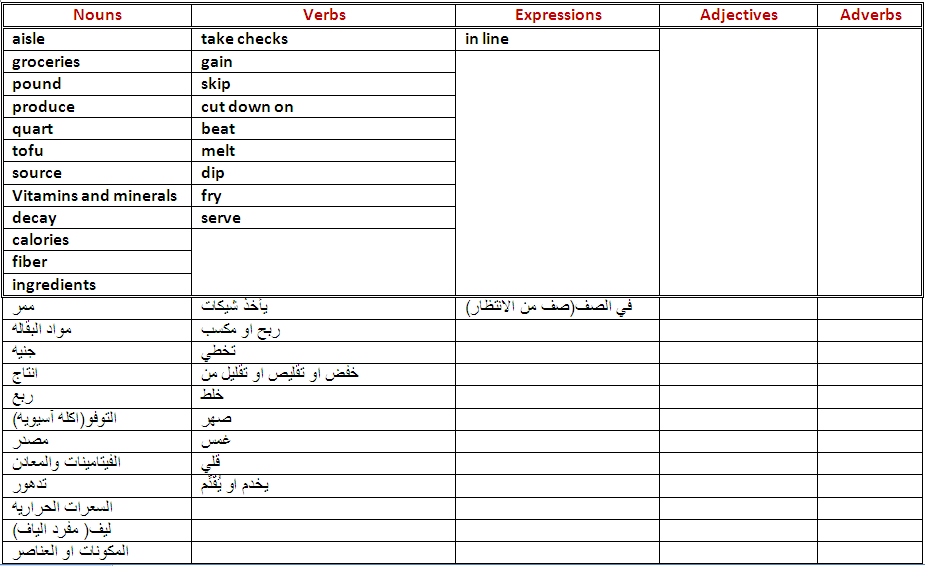 Nouns Verbs Expressions Adjectives Adverbs
aisle take checks in line
groceries gain
pound skip
produce cut down on
quart beat
tofu melt
source dip
Vitamins and minerals fry
decay serve
calories
fiber
ingredients
ممر يأخذ شيكات في الصف(صف من الانتظار)
مواد البقاله ربح او مكسب
جنيه تخطي
انتاج خفض او تقليص او تقليل من
ربع خلط
التوفو(اكله آسيويه) صهر
مصدر غمس
الفيتامينات والمعادن قلي
تدهور يخدم او يُقدَّم
السعرات الحراريه
ليف( مفرد الياف)
المكونات او العناصر